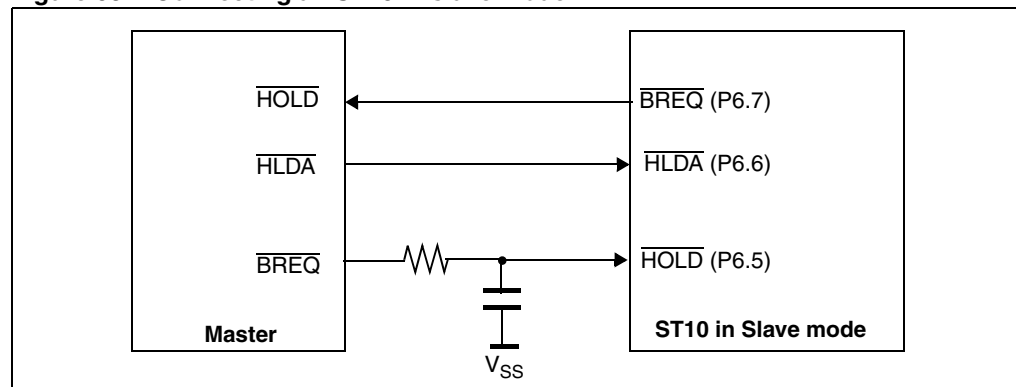 HOLD BREQ (P6.7)
HLDA HLDA (P6.6)
BREQ HOLD (P6.5)
Master ST10 in Slave mode
VSS